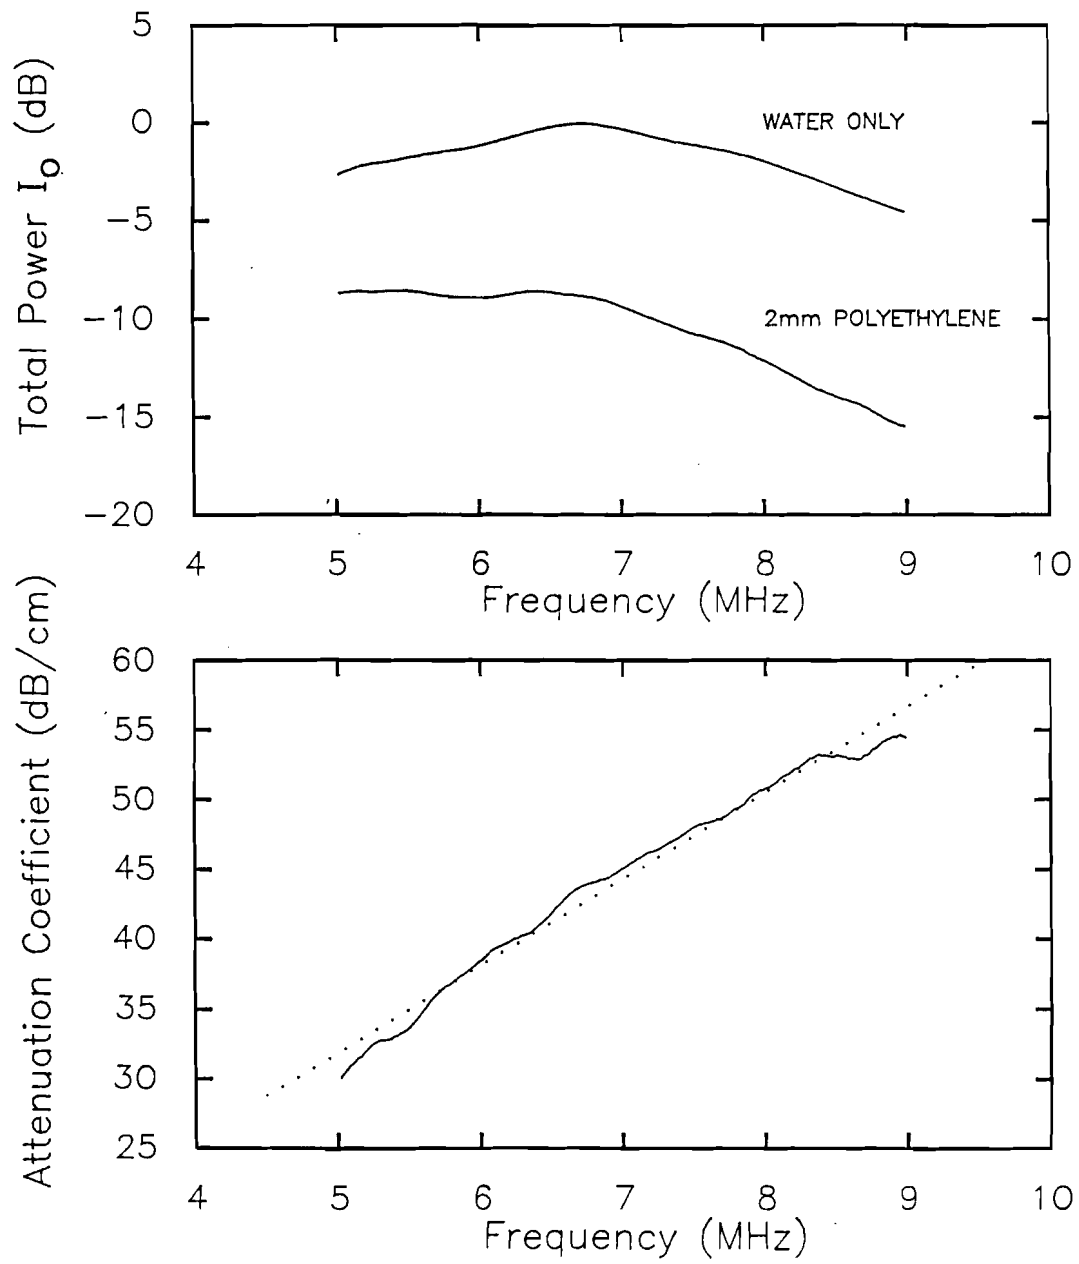 Total Power I₀ (dB)
5
0
−5
−10
−15
−20
WATER ONLY
2mm POLYETHYLENE
4 5 6 7 8 9 10
Frequency (MHz)
Attenuation Coefficient (dB/cm)
60
55
50
45
40
35
30
25
4 5 6 7 8 9 10
Frequency (MHz)